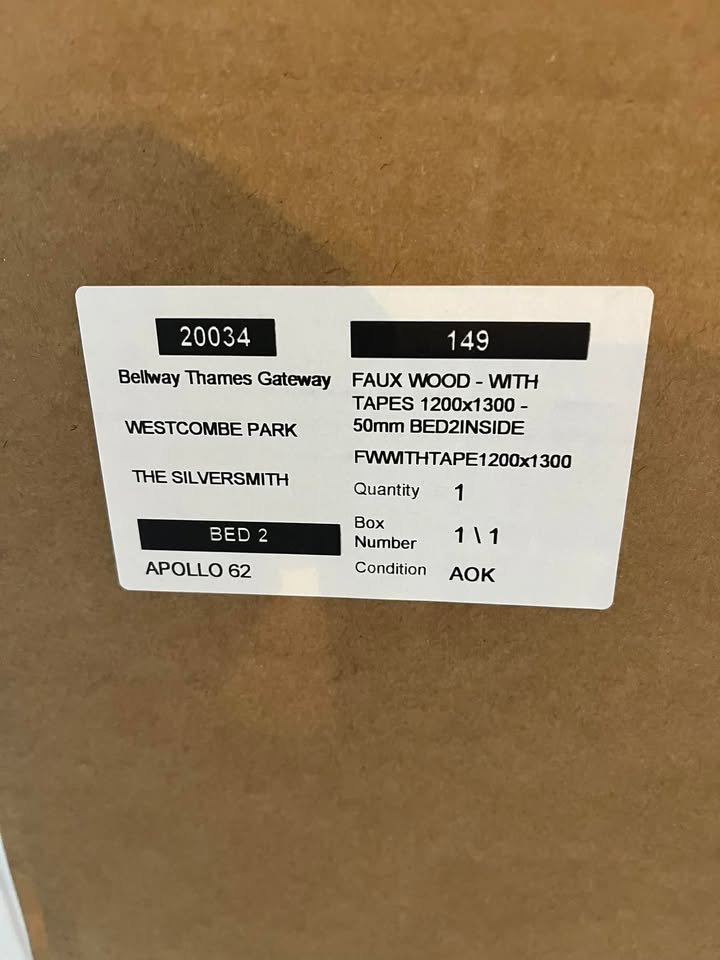 20034
Bellway Thames Gateway
WESTCOMBE PARK
THE SILVERSMITH
BED 2
APOLLO 62
149
FAUX WOOD - WITH
TAPES 1200x1300 -
50mm BED2INSIDE
FWWITHTAPE1200x1300
Quantity 1
Box
Number 1 \ 1
Condition AOK